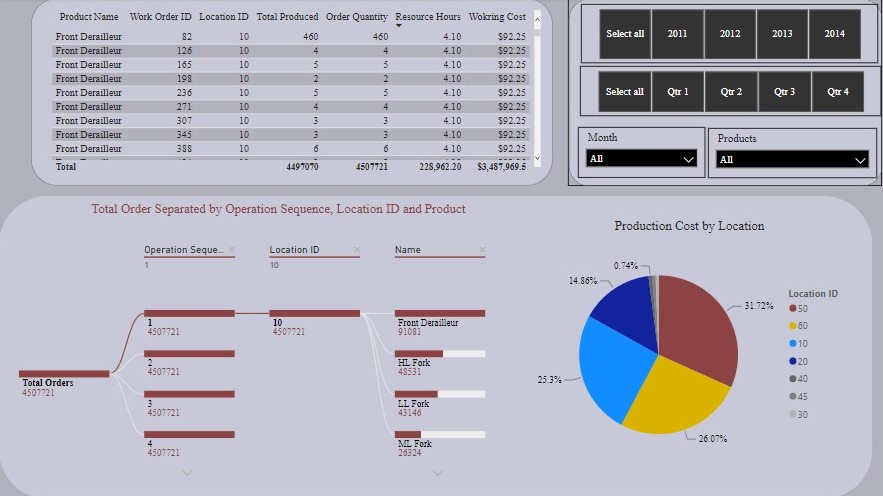 Product Name Work Order ID Location ID Total Produced Order Quantity Resource Hours Wokring Cost
Front Derailleur 82 10 460 460 4.10 $92.25
Front Derailleur 126 10 4 4 4.10 $92.25
Front Derailleur 165 10 5 5 4.10 $92.25
Front Derailleur 198 10 2 2 4.10 $92.25
Front Derailleur 236 10 5 5 4.10 $92.25
Front Derailleur 271 10 4 4 4.10 $92.25
Front Derailleur 307 10 3 3 4.10 $92.25
Front Derailleur 345 10 3 3 4.10 $92.25
Front Derailleur 388 10 6 6 4.10 $92.25
Total 4497070 4507721 228,962.20 $3,487,969.5
Select all 2011 2012 2013 2014
Select all Qtr 1 Qtr 2 Qtr 3 Qtr 4
Month
All
Products
All
Total Order Separated by Operation Sequence, Location ID and Product
Operation Seque... Location ID Name
1 10
1
4507721
2
4507721
3
4507721
4
4507721
Total Orders
4507721
10
4507721
Front Derailleur
91081
HL Fork
48531
LL Fork
43146
ML Fork
26324
Production Cost by Location
0.74%
14.86%
31.72%
25.3%
26.07%
Location ID
50
60
10
20
40
45
30